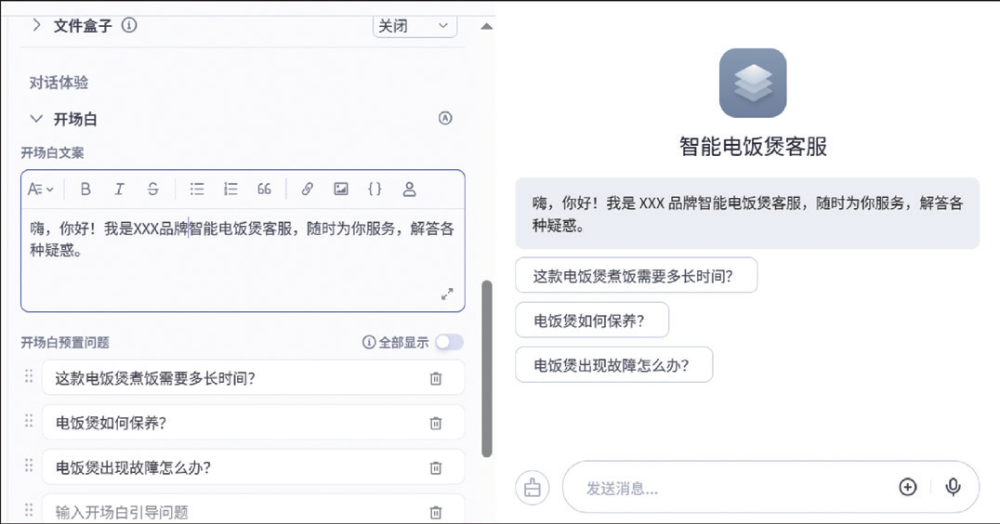 文件盒子
关闭
对话体验
开场白
开场白文案
嗨，你好！我是XXX品牌智能电饭煲客服，随时为你服务，解答各
种疑惑。
开场白预置问题
全部显示
这款电饭煲煮饭需要多长时间？
电饭煲如何保养？
电饭煲出现故障怎么办？
输入开场白引导问题
智能电饭煲客服
嗨，你好！我是 XXX 品牌智能电饭煲客服，随时为你服务，解答各
种疑惑。
这款电饭煲煮饭需要多长时间？
电饭煲如何保养？
电饭煲出现故障怎么办？
发送消息...